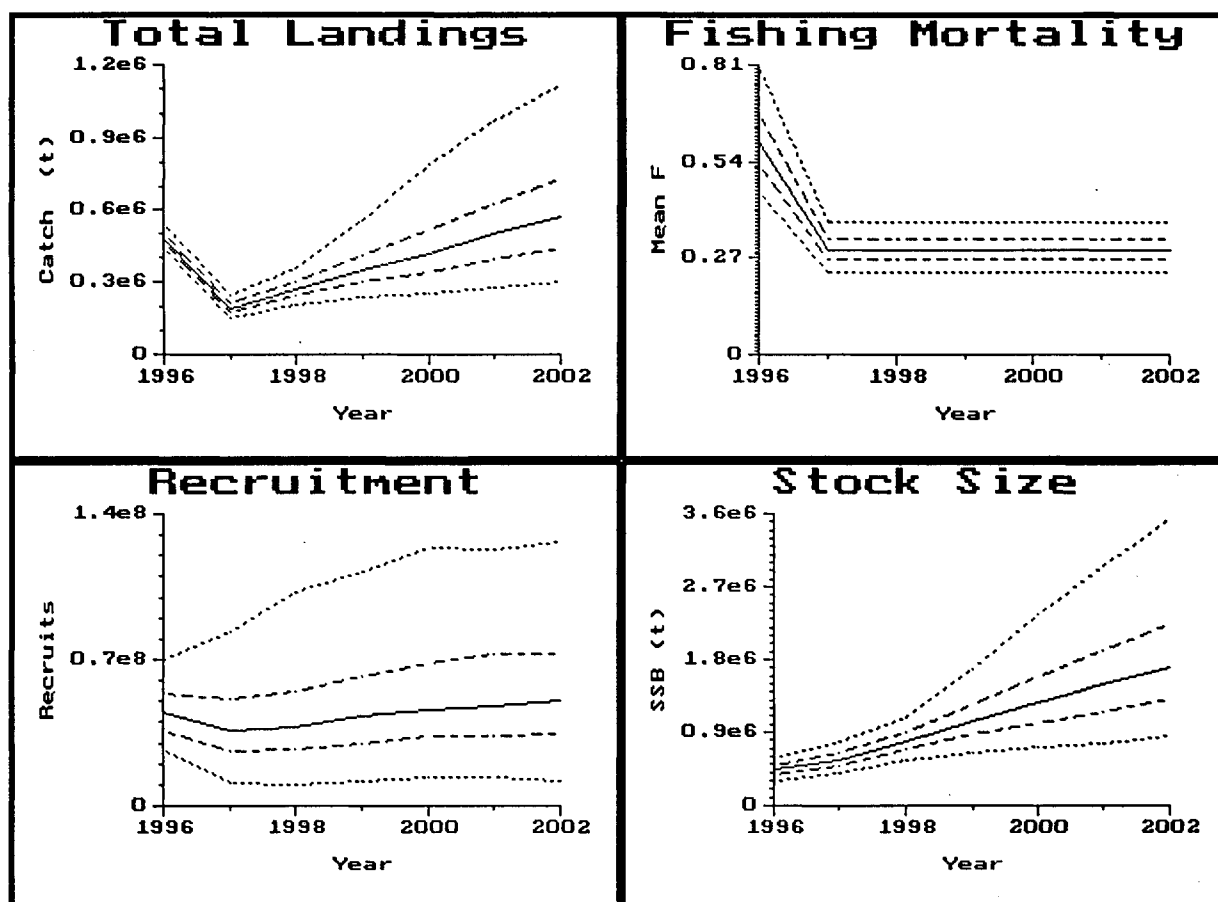 Total Landings
1.2e6
0.9e6
0.6e6
0.3e6
0
Catch (t)
1996 1998 2000 2002
Year
Fishing Mortality
0.81
0.54
0.27
0
Mean F
1996 1998 2000 2002
Year
Recruitment
1.4e8
0.7e8
0
Recruits
1996 1998 2000 2002
Year
Stock Size
3.6e6
2.7e6
1.8e6
0.9e6
0
SSB (t)
1996 1998 2000 2002
Year